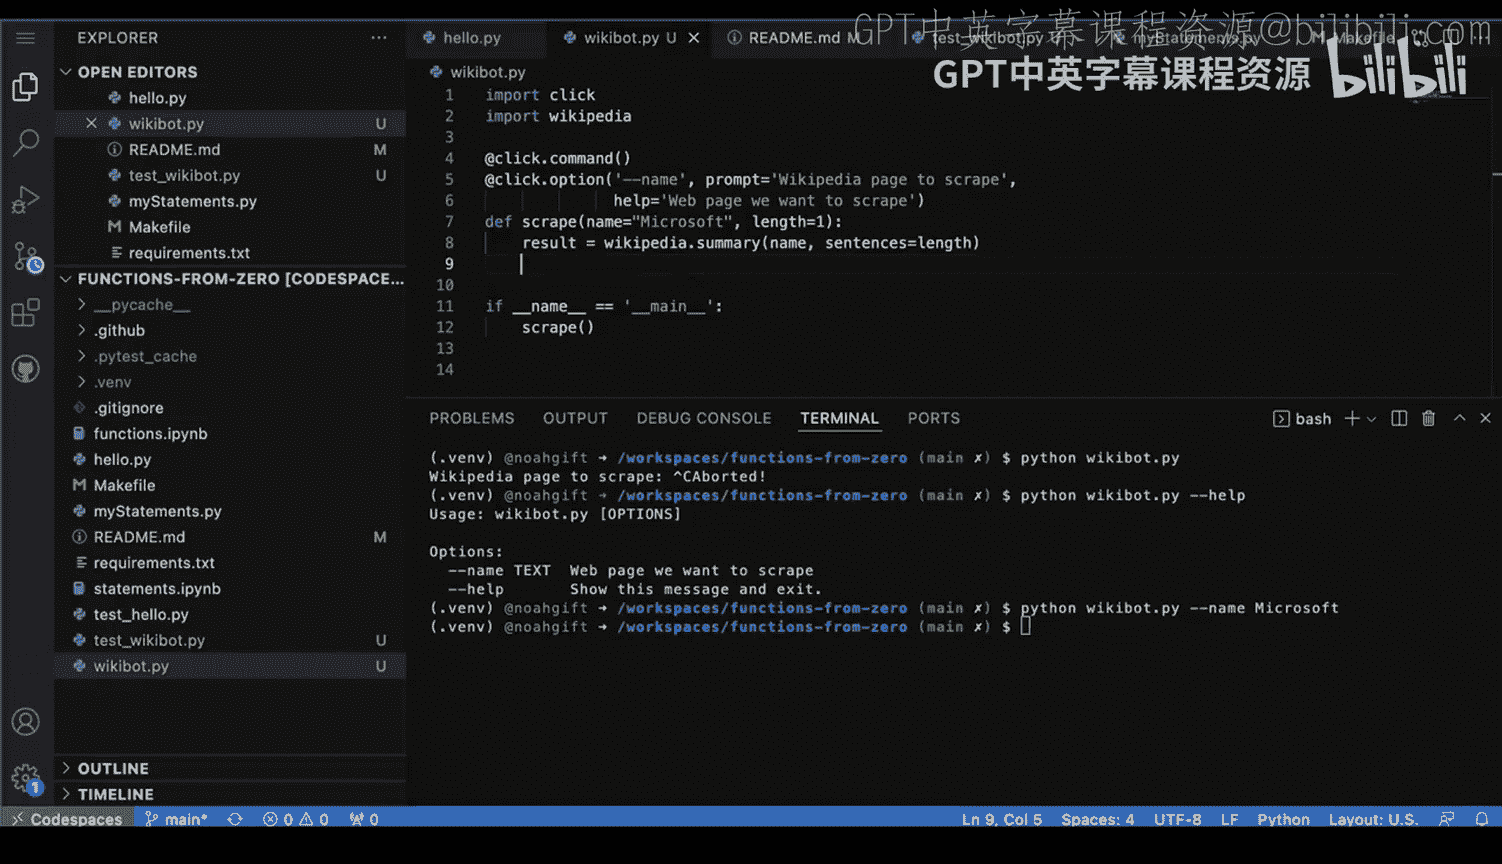 GPT中英字幕课程资源@bilibili.com
GPT中英字幕课程资源 bilibili
EXPLORER
OPEN EDITORS
hello.py
wikibot.py U
README.md M
test_wikibot.py U
myStatements.py
Makefile
requirements.txt
FUNCTIONS-FROM-ZERO [CODESPACE...
__pycache__
.github
.pytest_cache
.venv
.gitignore
functions.ipynb
hello.py
Makefile
myStatements.py
README.md M
requirements.txt
statements.ipynb
test_hello.py
test_wikibot.py U
wikibot.py U
OUTLINE
TIMELINE
hello.py wikibot.py U README.md M test_wikibot.py myStatements.py Makefile
wikibot.py
1 import click
2 import wikipedia
3
4 @click.command()
5 @click.option('--name', prompt='Wikipedia page to scrape',
6 help='Web page we want to scrape')
7 def scrape(name="Microsoft", length=1):
8 result = wikipedia.summary(name, sentences=length)
9
10
11 if __name__ == '__main__':
12 scrape()
13
14
PROBLEMS OUTPUT DEBUG CONSOLE TERMINAL PORTS bash
(.venv) @noahgift ➜ /workspaces/functions-from-zero (main ✗) $ python wikibot.py
Wikipedia page to scrape: ^CAborted!
(.venv) @noahgift ➜ /workspaces/functions-from-zero (main ✗) $ python wikibot.py --help
Usage: wikibot.py [OPTIONS]
Options:
--name TEXT Web page we want to scrape
--help Show this message and exit.
(.venv) @noahgift ➜ /workspaces/functions-from-zero (main ✗) $ python wikibot.py --name Microsoft
(.venv) @noahgift ➜ /workspaces/functions-from-zero (main ✗) $
1
Codespaces main* 0 0 0 Ln 9, Col 5 Spaces: 4 UTF-8 LF Python Layout: U.S.